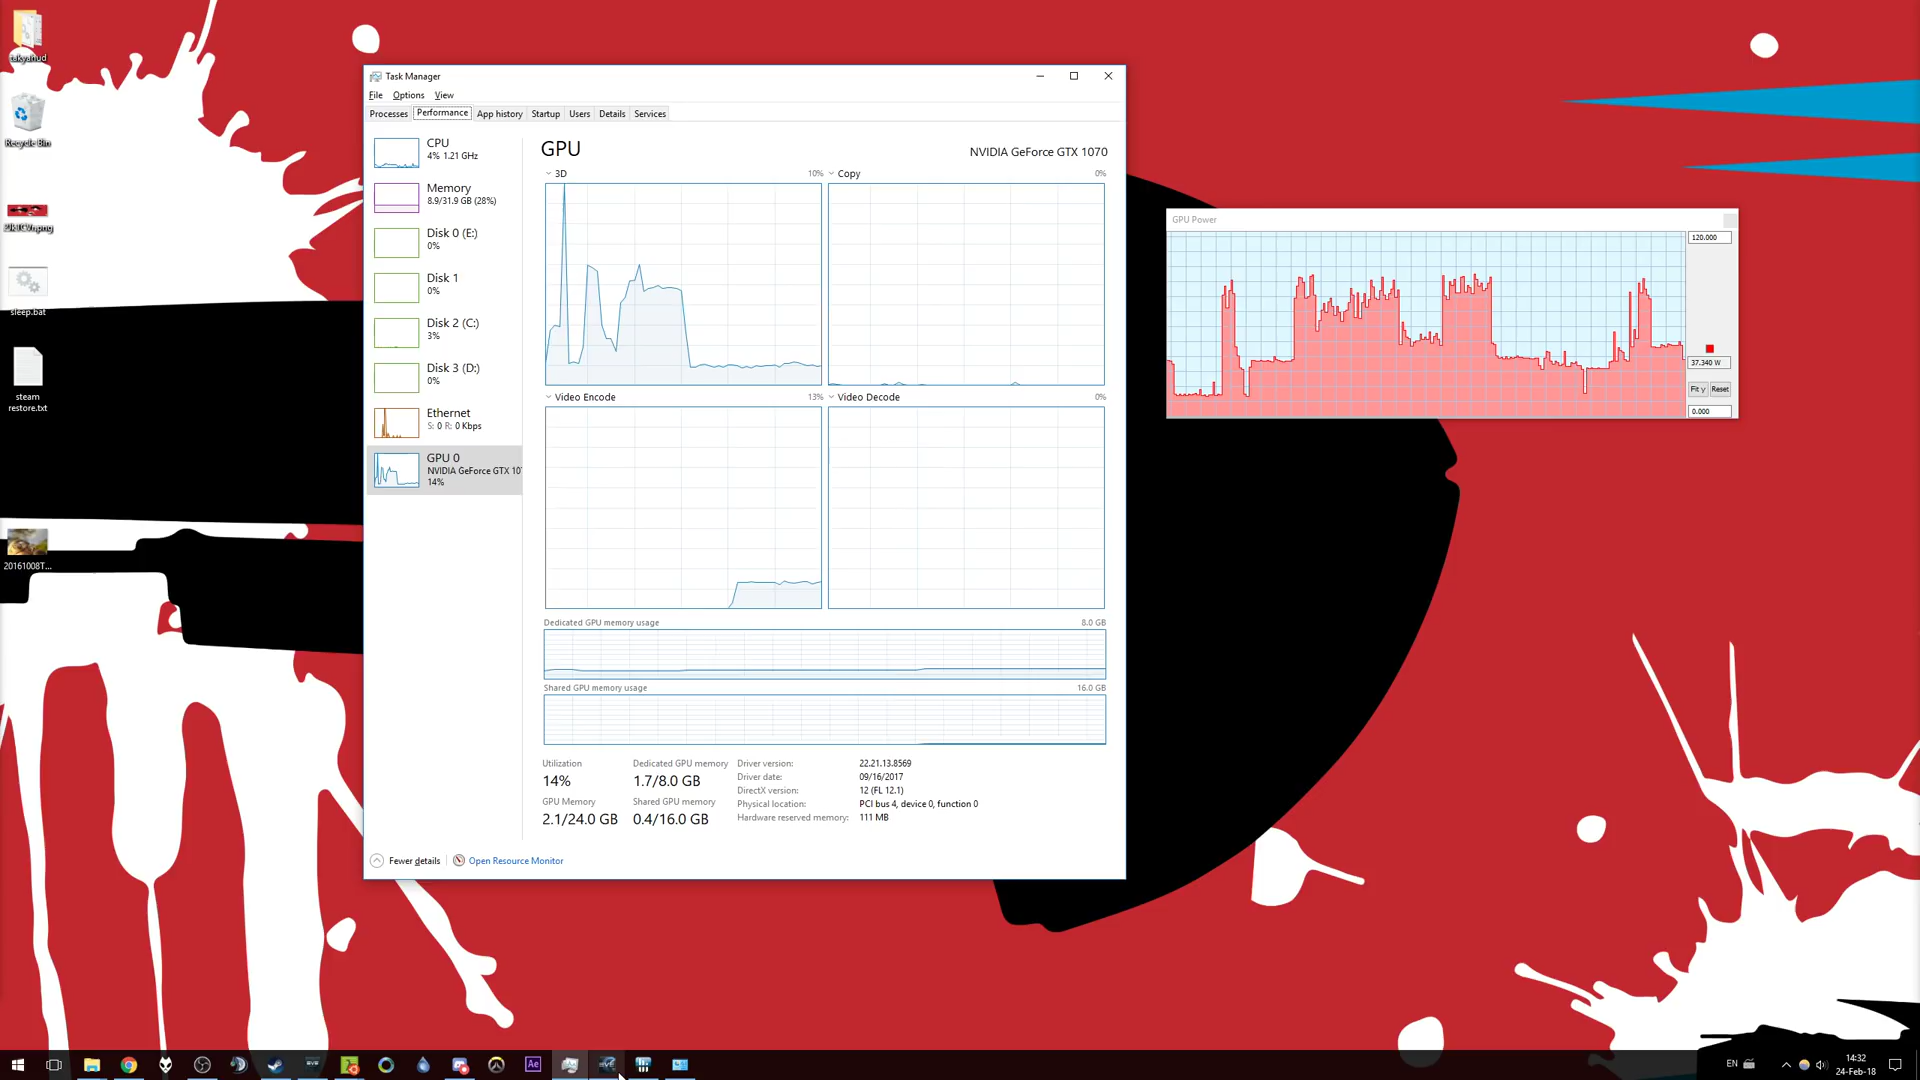 takyahud
Recycle Bin
sleep.bat
steam
restore.txt
20161008T...
Task Manager
File Options View
Processes Performance App history Startup Users Details Services
CPU
4% 1.21 GHz
Memory
8.9/31.9 GB (28%)
Disk 0 (E:)
0%
Disk 1
0%
Disk 2 (C:)
3%
Disk 3 (D:)
0%
Ethernet
S: 0 R: 0 Kbps
GPU 0
NVIDIA GeForce GTX 107
14%
GPU
NVIDIA GeForce GTX 1070
3D 10%
Copy 0%
Video Encode 13%
Video Decode 0%
Dedicated GPU memory usage 8.0 GB
Shared GPU memory usage 16.0 GB
Utilization
14%
Dedicated GPU memory
1.7/8.0 GB
GPU Memory
2.1/24.0 GB
Shared GPU memory
0.4/16.0 GB
Driver version: 22.21.13.8569
Driver date: 09/16/2017
DirectX version: 12 (FL 12.1)
Physical location: PCI bus 4, device 0, function 0
Hardware reserved memory: 111 MB
Fewer details
Open Resource Monitor
GPU Power
120.000
37.340 W
Fit y Reset
0.000
Ae
EN
14:32
24-Feb-18